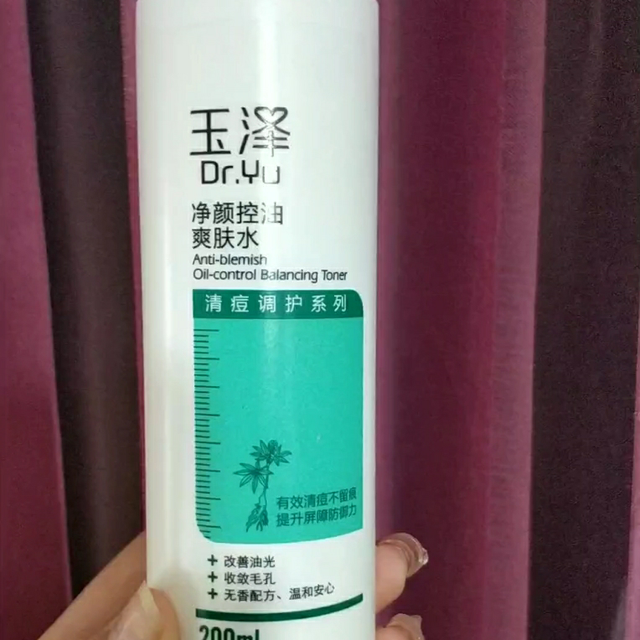 玉泽
Dr.Yu
净颜控油
爽肤水
Anti-blemish
Oil-control Balancing Toner
清痘调护系列
有效清痘不留痕
提升屏障防御力
+ 改善油光
+ 收敛毛孔
+ 无香配方、温和安心
200ml